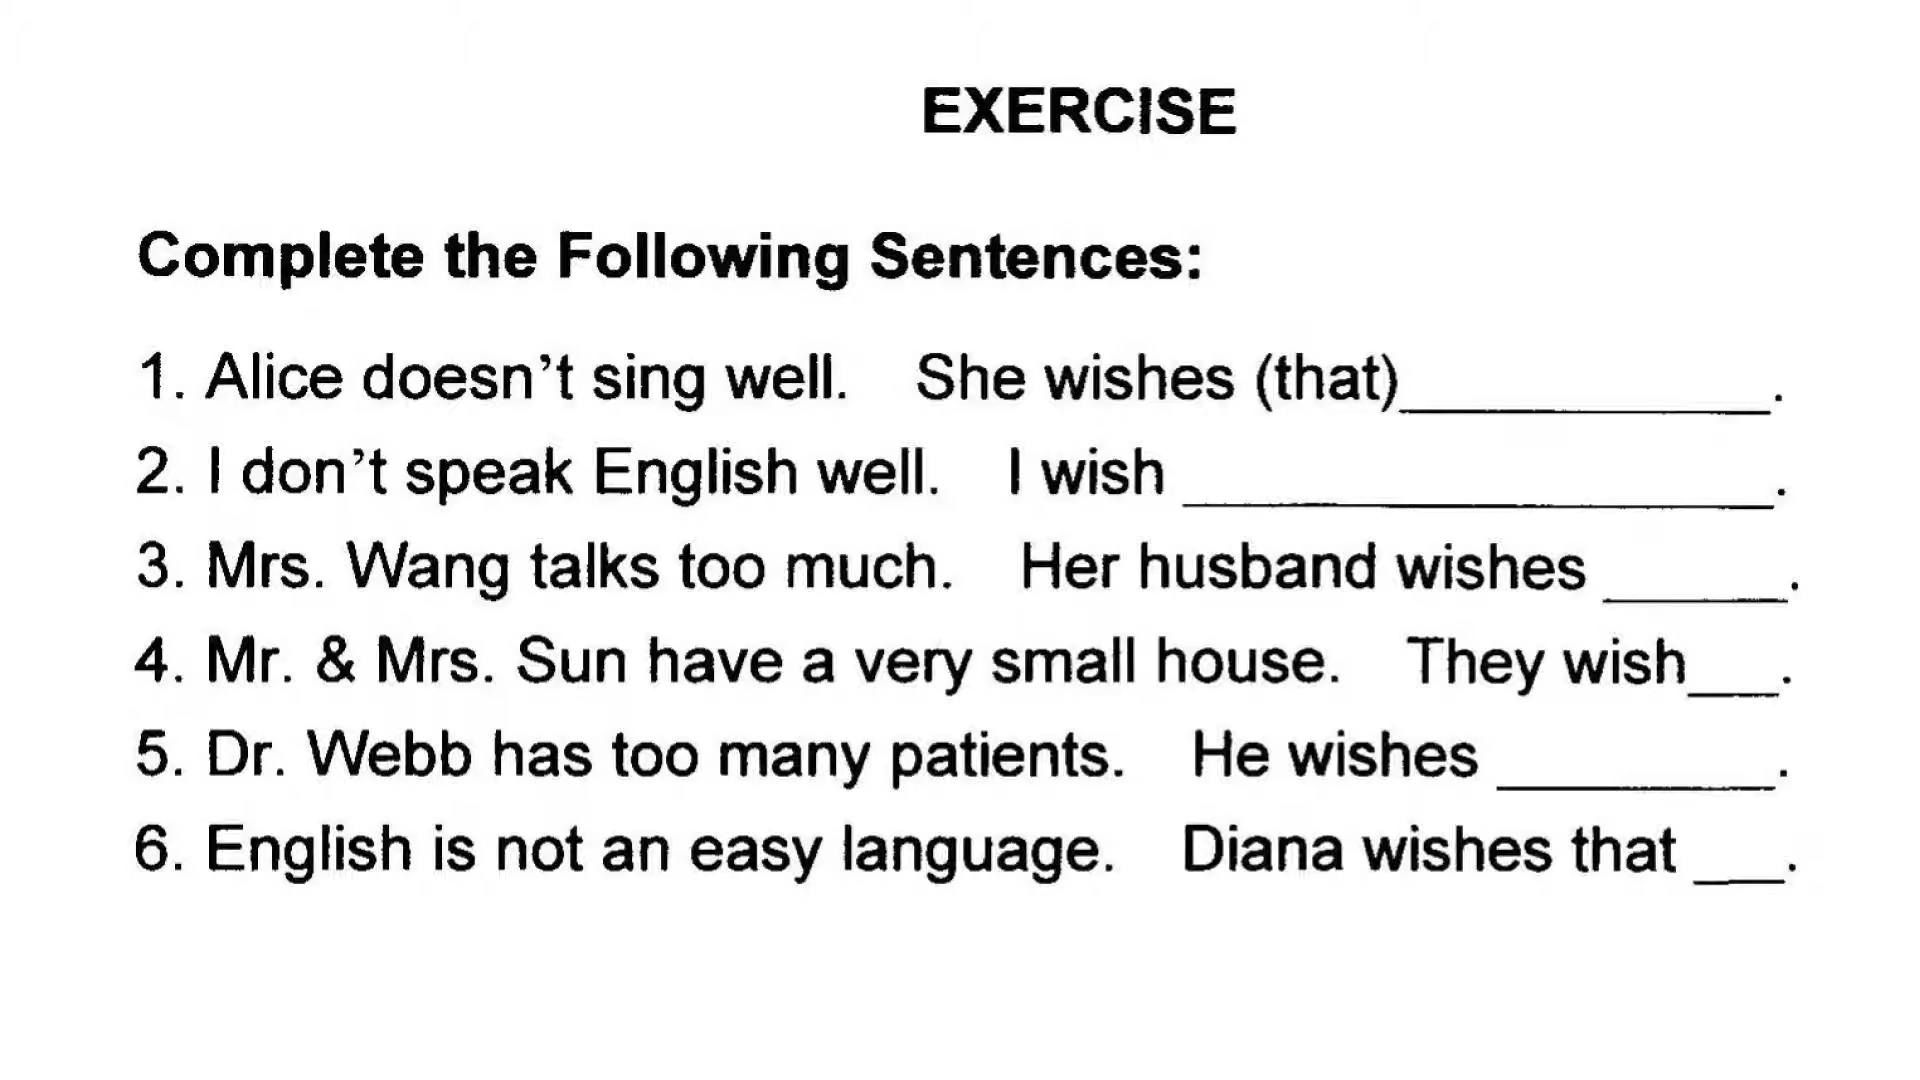 EXERCISE
Complete the Following Sentences:
1. Alice doesn’t sing well. She wishes (that)____________.
2. I don’t speak English well. I wish ___________________.
3. Mrs. Wang talks too much. Her husband wishes ______.
4. Mr. & Mrs. Sun have a very small house. They wish___.
5. Dr. Webb has too many patients. He wishes _________.
6. English is not an easy language. Diana wishes that ___.